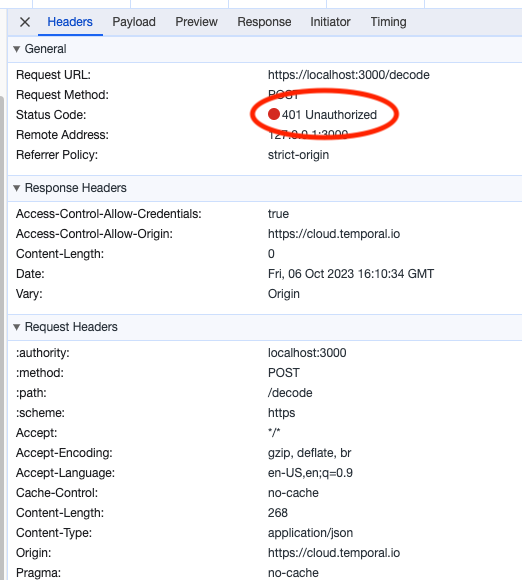 Headers Payload Preview Response Initiator Timing
General
Request URL: https://localhost:3000/decode
Request Method: POST
Status Code: 401 Unauthorized
Remote Address: 127.0.0.1:3000
Referrer Policy: strict-origin
Response Headers
Access-Control-Allow-Credentials: true
Access-Control-Allow-Origin: https://cloud.temporal.io
Content-Length: 0
Date: Fri, 06 Oct 2023 16:10:34 GMT
Vary: Origin
Request Headers
:authority: localhost:3000
:method: POST
:path: /decode
:scheme: https
Accept: */*
Accept-Encoding: gzip, deflate, br
Accept-Language: en-US,en;q=0.9
Cache-Control: no-cache
Content-Length: 268
Content-Type: application/json
Origin: https://cloud.temporal.io
Pragma: no-cache